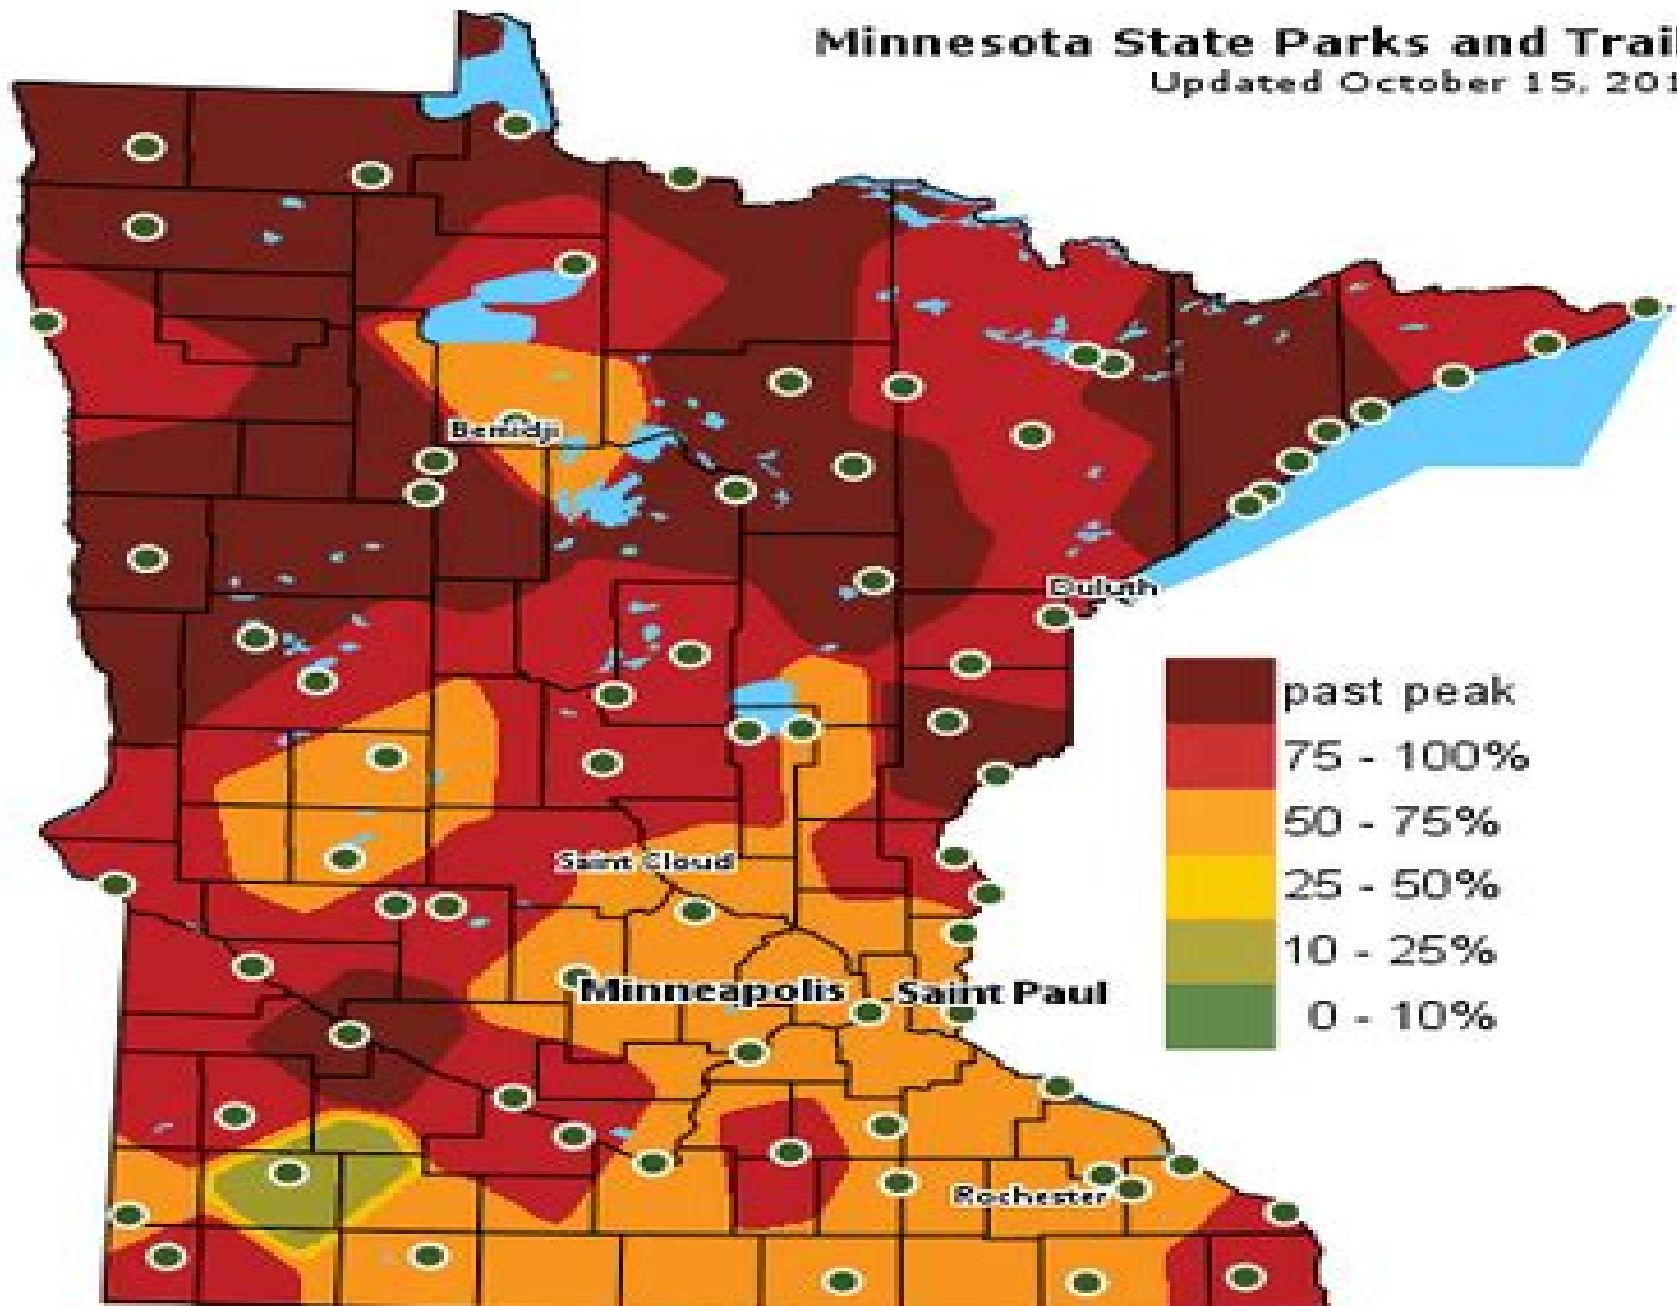 Minnesota State Parks and Trail
Updated October 15, 201
Bemidji
Duluth
past peak
75 - 100%
50 - 75%
Saint Cloud
25 - 50%
10 - 25%
Minneapolis
Saint Paul
0 - 10%
Rochester